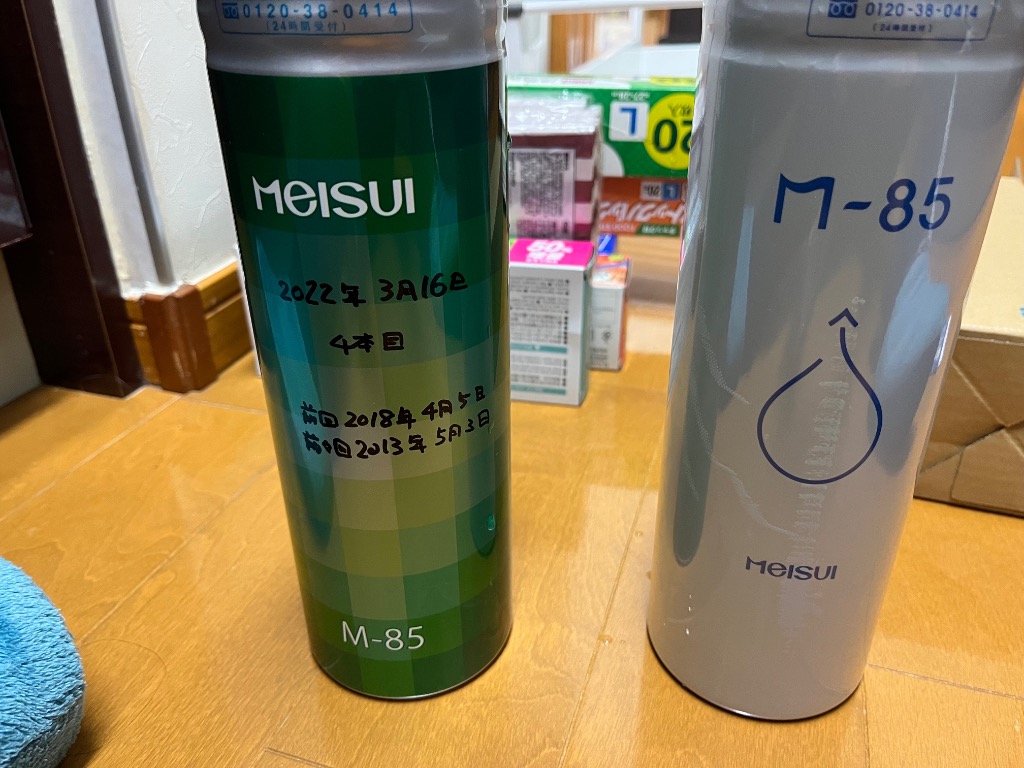 0120-38-0414
(24時間受付)
MEISUI
2022年 3月16日
4本目
前回 2018年 4月5日
前々回 2013年 5月3日
M-85
0120-38-0414
(24時間受付)
M-85
MEISUI
L
20
50%